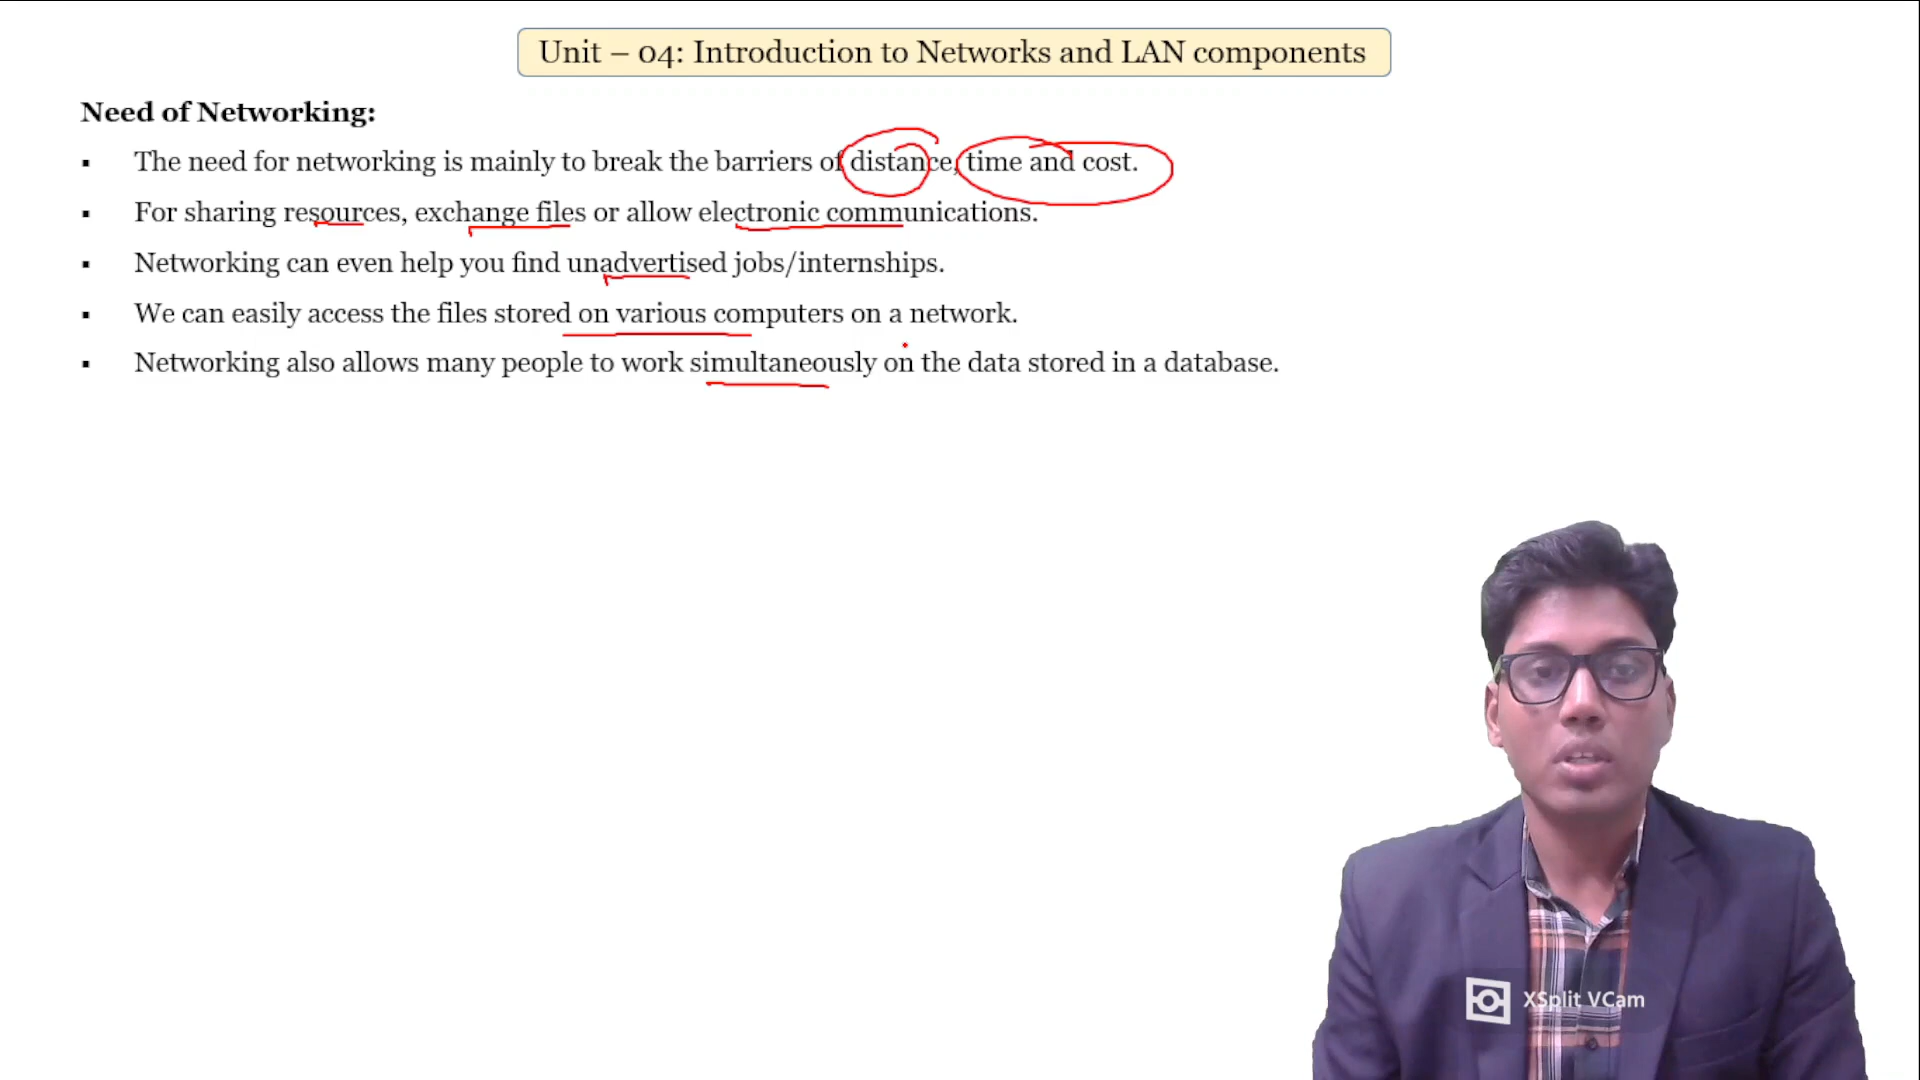 Unit – 04: Introduction to Networks and LAN components
Need of Networking:
▪ The need for networking is mainly to break the barriers of distance, time and cost.
▪ For sharing resources, exchange files or allow electronic communications.
▪ Networking can even help you find unadvertised jobs/internships.
▪ We can easily access the files stored on various computers on a network.
▪ Networking also allows many people to work simultaneously on the data stored in a database.
XSplit VCam